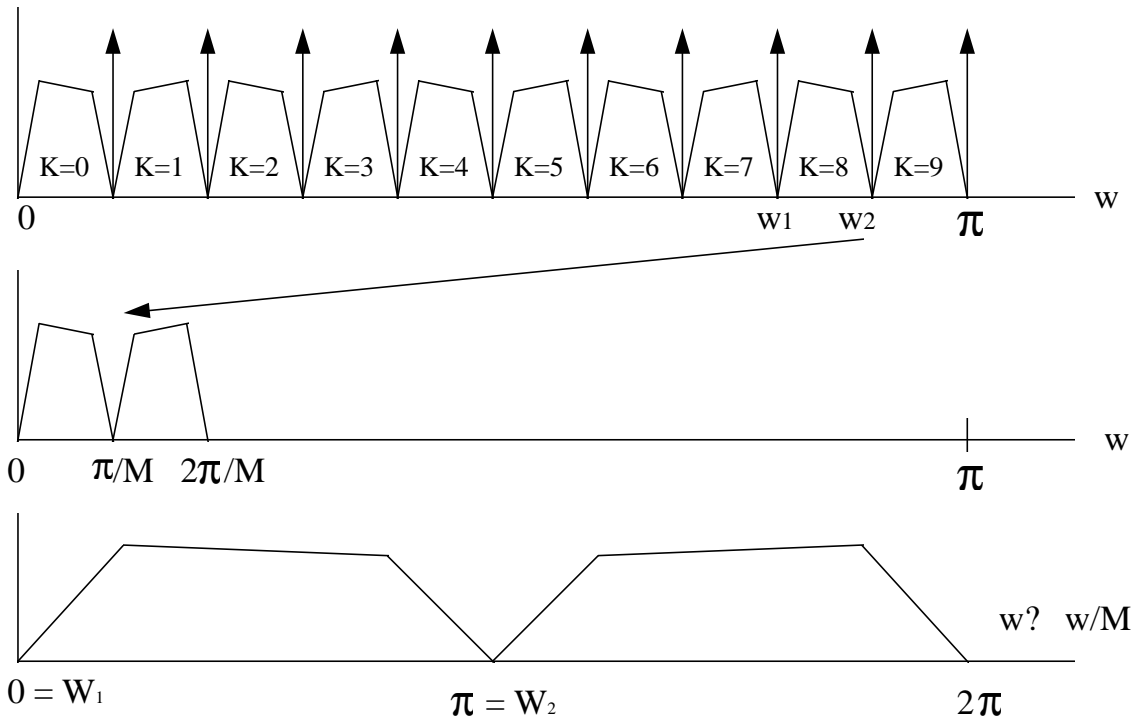 K=0 K=1 K=2 K=3 K=4 K=5 K=6 K=7 K=8 K=9
0 w1 w2 π w
0 π/M 2π/M π w
w? w/M
0 = W1 π = W2 2π